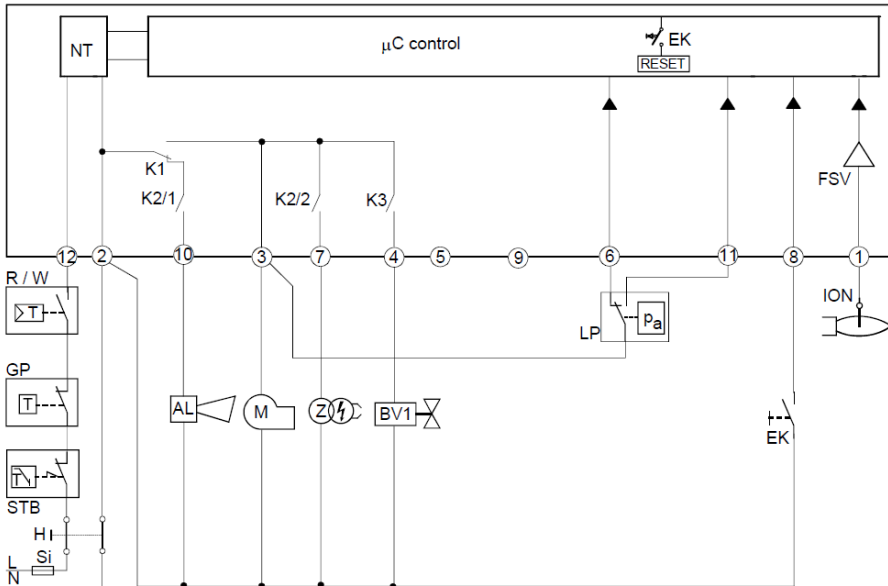 NT
μC control
EK
RESET
K1
FSV
K2/1
K2/2
K3
12
2
10
3
7
4
5
9
6
11
8
1
R / W
T
ION
LP
pa
GP
T
AL
M
Z
BV1
EK
T
STB
H
L
Si
N